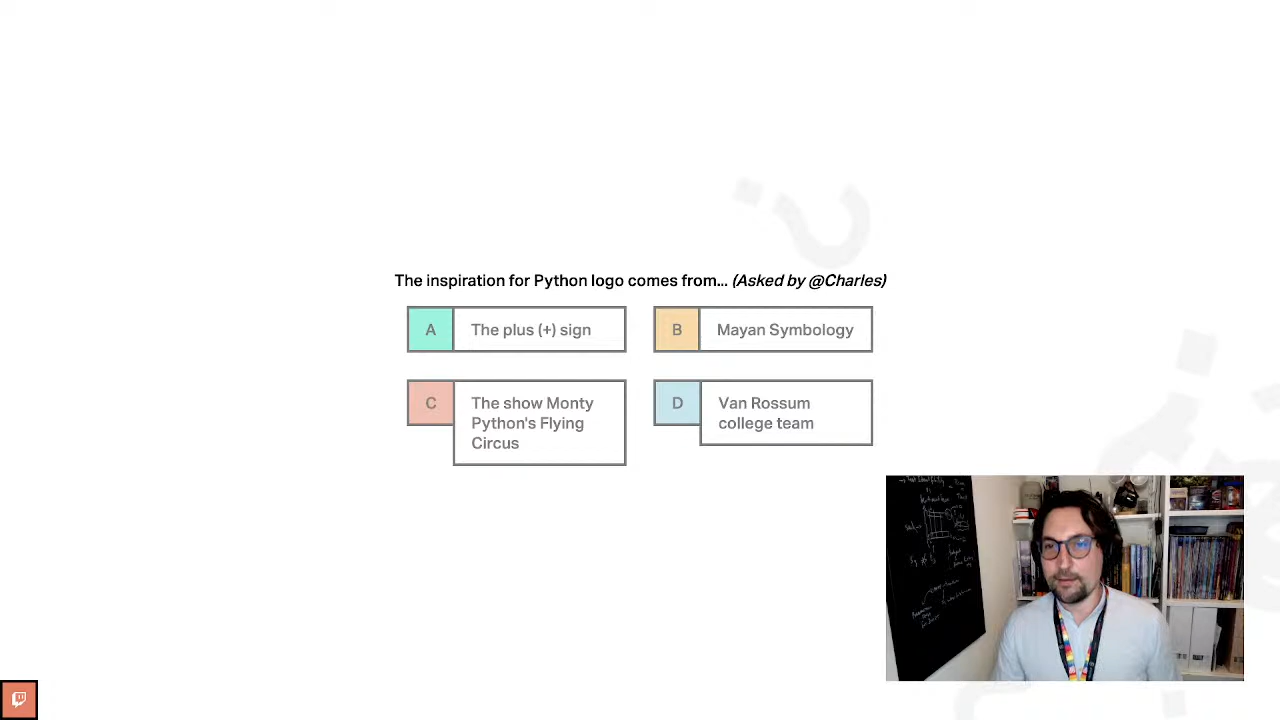 The inspiration for Python logo comes from... (Asked by @Charles)
A
The plus (+) sign
B
Mayan Symbology
C
The show Monty
Python's Flying
Circus
D
Van Rossum
college team